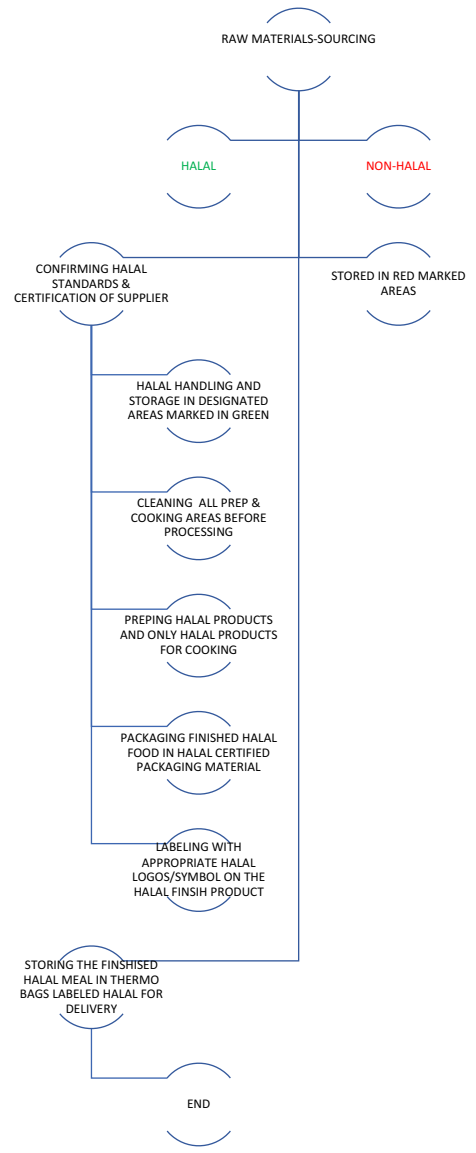 RAW MATERIALS-SOURCING
HALAL
NON-HALAL
CONFIRMING HALAL
STANDARDS &
CERTIFICATION OF SUPPLIER
STORED IN RED MARKED
AREAS
HALAL HANDLING AND
STORAGE IN DESIGNATED
AREAS MARKED IN GREEN
CLEANING ALL PREP &
COOKING AREAS BEFORE
PROCESSING
PREPING HALAL PRODUCTS
AND ONLY HALAL PRODUCTS
FOR COOKING
PACKAGING FINISHED HALAL
FOOD IN HALAL CERTIFIED
PACKAGING MATERIAL
LABELING WITH
APPROPRIATE HALAL
LOGOS/SYMBOL ON THE
HALAL FINSIH PRODUCT
STORING THE FINSHISED
HALAL MEAL IN THERMO
BAGS LABELED HALAL FOR
DELIVERY
END